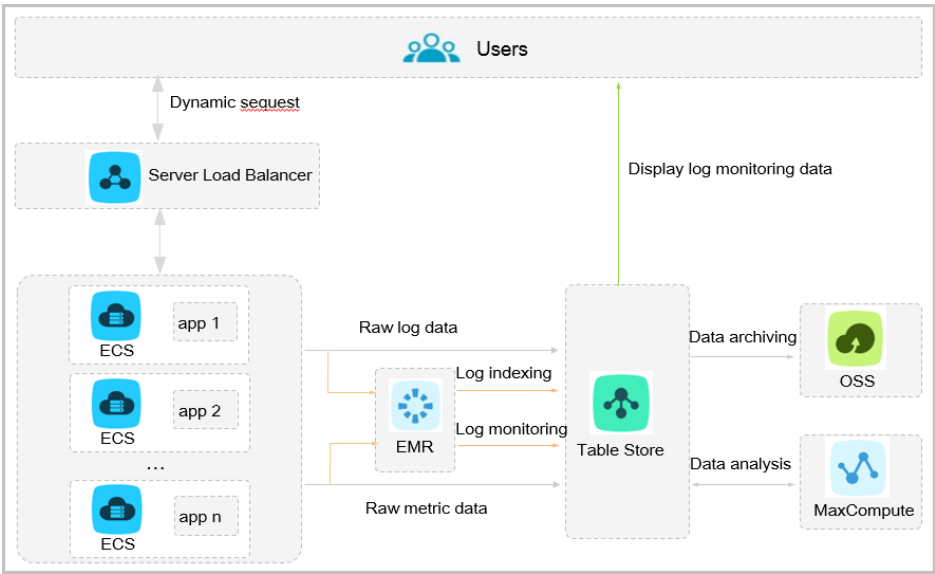 Users
Dynamic sequest
Server Load Balancer
Display log monitoring data
app 1
ECS
app 2
ECS
...
app n
ECS
Raw log data
Log indexing
EMR
Log monitoring
Raw metric data
Table Store
Data archiving
OSS
Data analysis
MaxCompute